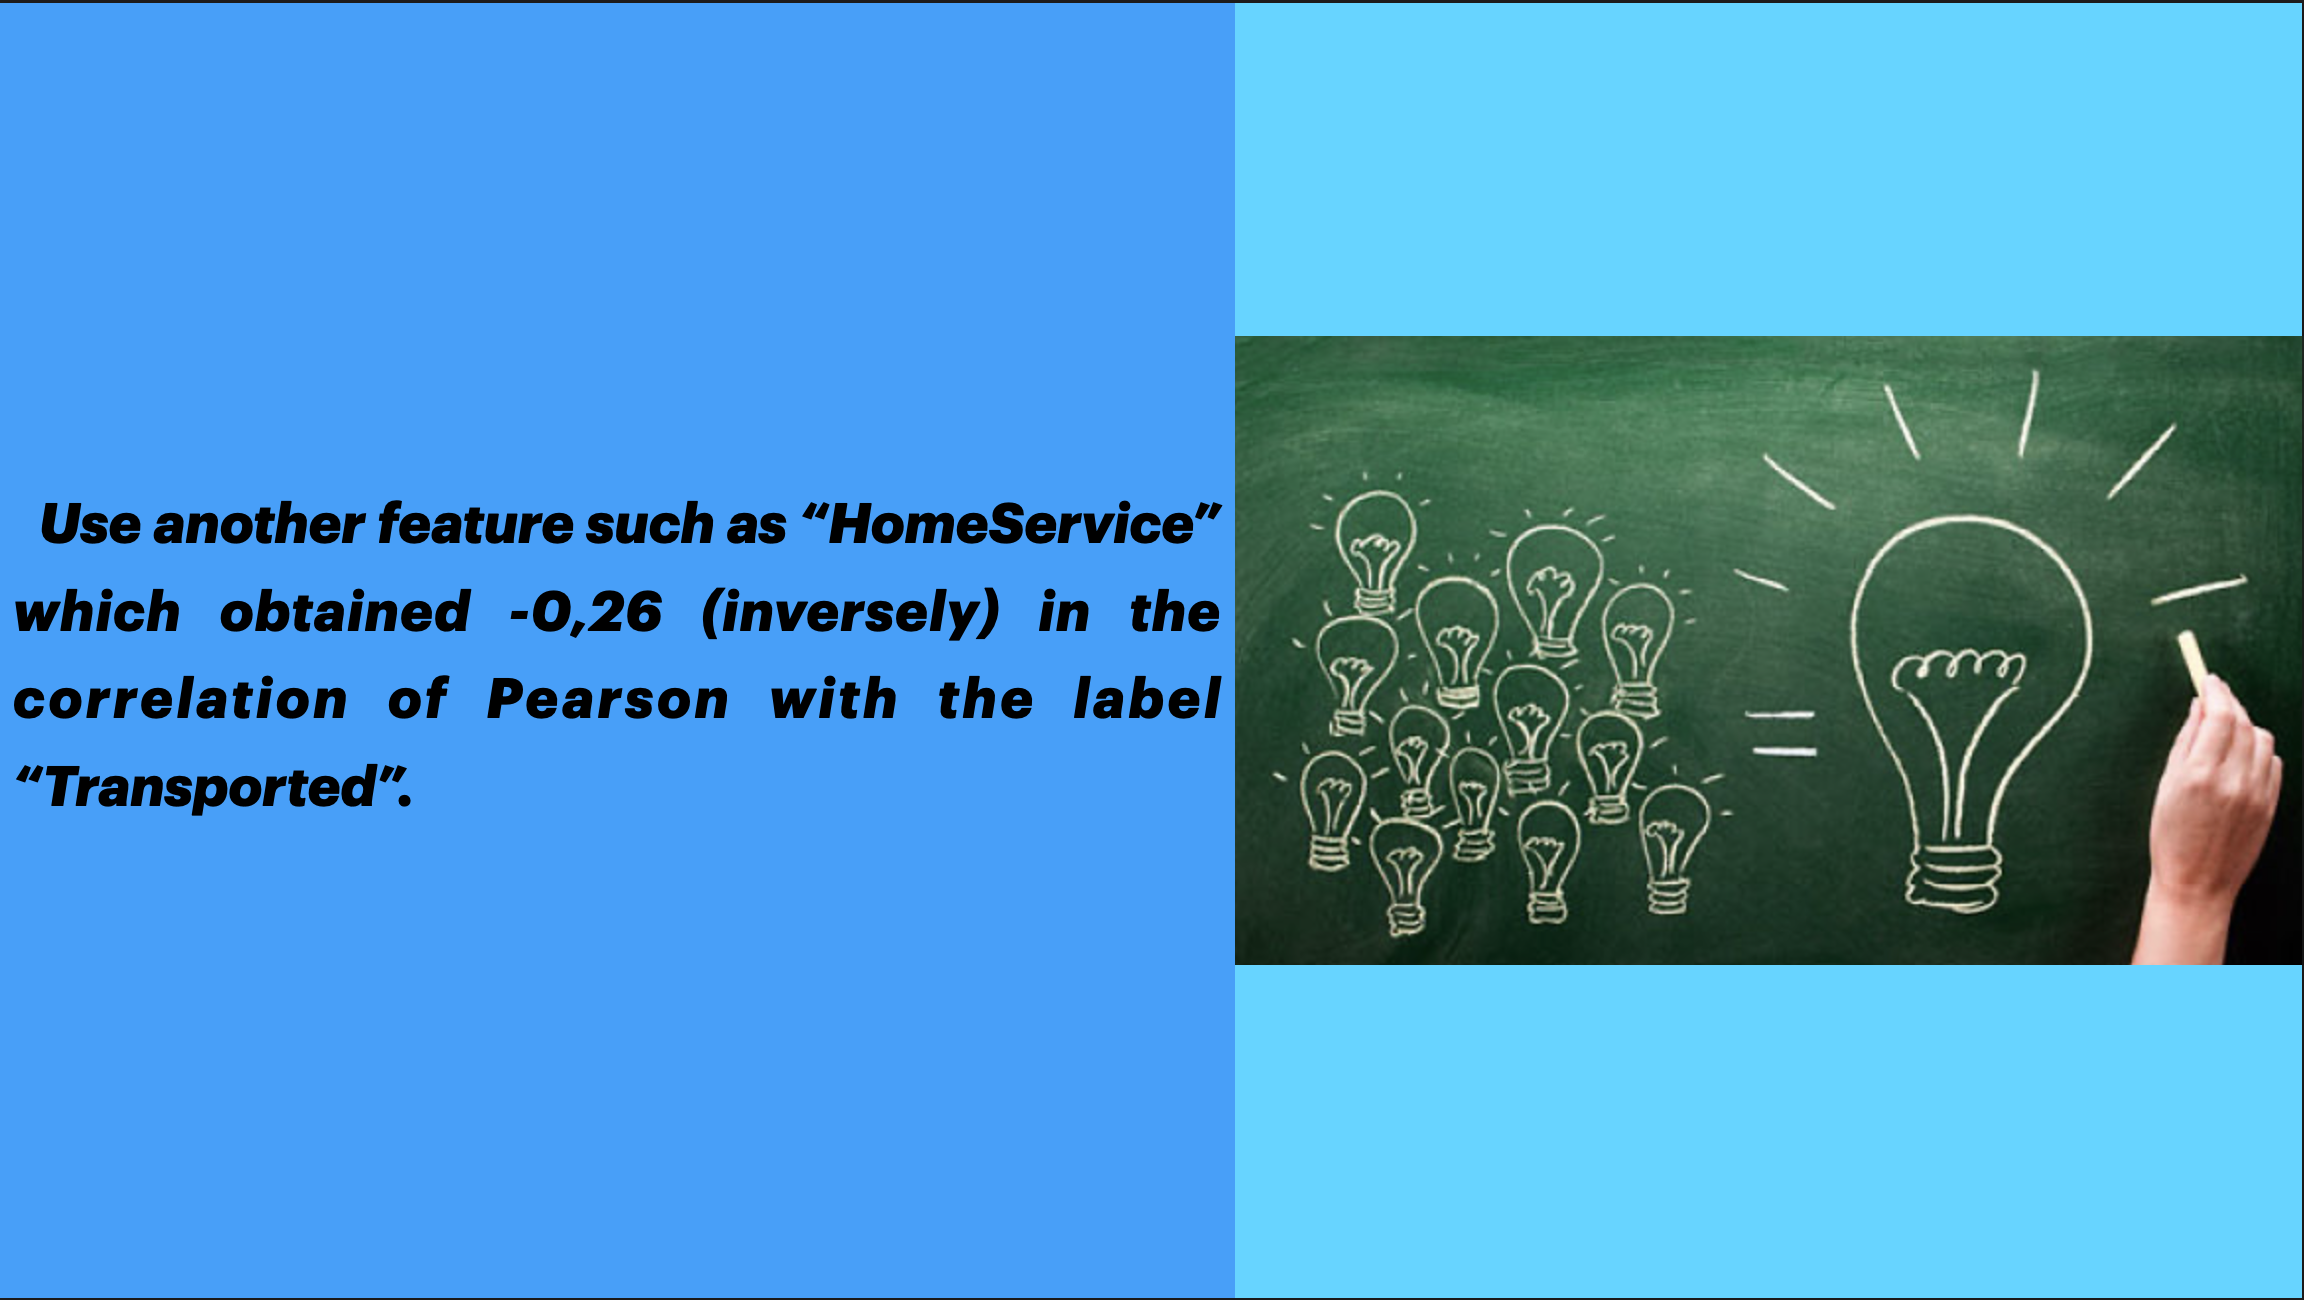 Use another feature such as “HomeService”
which obtained -0,26 (inversely) in the
correlation of Pearson with the label
“Transported”.